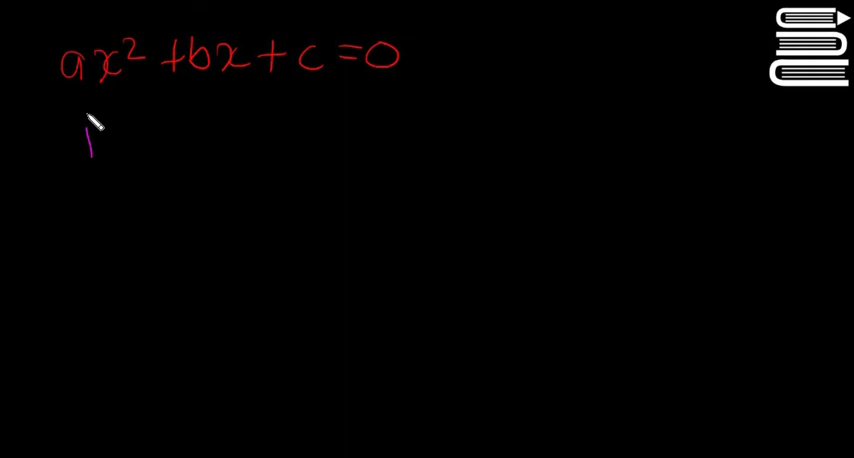 ax² + bx + c = 0